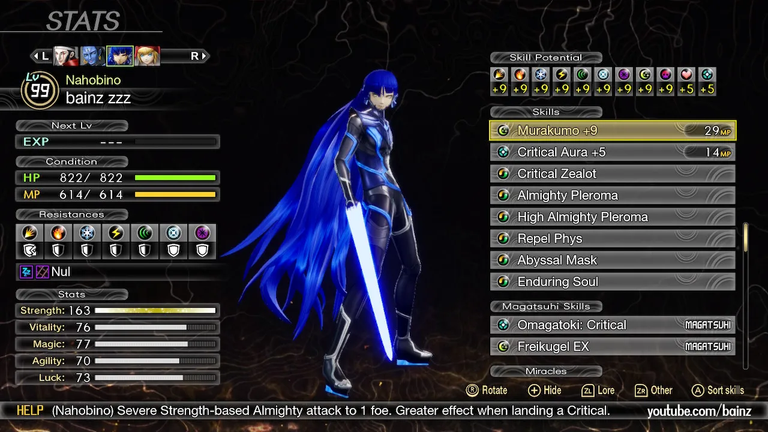 STATS
L
R
Lv
99
Nahobino
bainz zzz
Next Lv
EXP ---
Condition
HP 822/ 822
MP 614/ 614
Resistances
Nul
Stats
Strength: 163
Vitality: 76
Magic: 77
Agility: 70
Luck: 73
Skill Potential
+9 +9 +9 +9 +9 +9 +9 +9 +9 +5 +5
Skills
Murakumo +9 29MP
Critical Aura +5 14MP
Critical Zealot
Almighty Pleroma
High Almighty Pleroma
Repel Phys
Abyssal Mask
Enduring Soul
Magatsuhi Skills
Omagatoki: Critical MAGATSUHI
Freikugel EX MAGATSUHI
Miracles
R Rotate + Hide ZL Lore ZR Other A Sort skills
HELP (Nahobino) Severe Strength-based Almighty attack to 1 foe. Greater effect when landing a Critical.
youtube.com/bainz